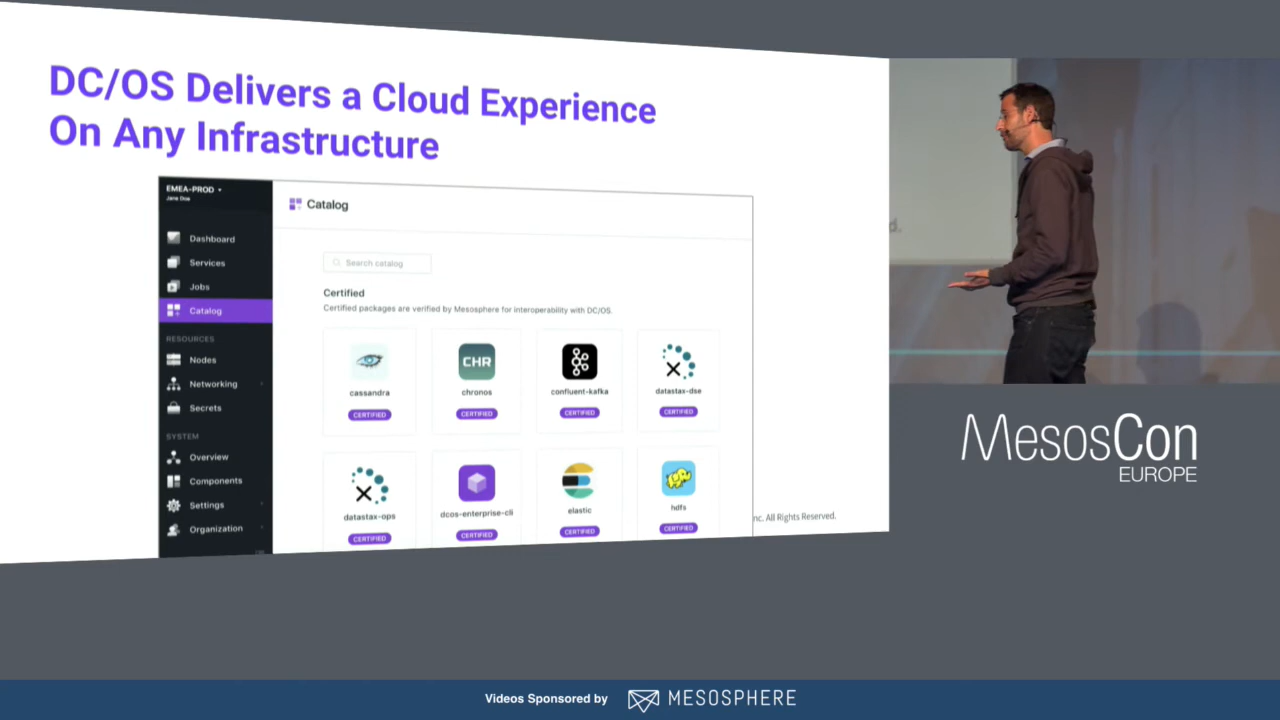 DC/OS Delivers a Cloud Experience
On Any Infrastructure
EMEA-PROD
Jane Doe
Dashboard
Services
Jobs
Catalog
RESOURCES
Nodes
Networking
Secrets
SYSTEM
Overview
Components
Settings
Organization
Catalog
Search catalog
Certified
Certified packages are verified by Mesosphere for interoperability with DC/OS.
CHR
cassandra
chronos
confluent-kafka
datastax-dse
CERTIFIED
CERTIFIED
CERTIFIED
CERTIFIED
datastax-ops
dcos-enterprise-cli
elastic
hdfs
CERTIFIED
CERTIFIED
CERTIFIED
CERTIFIED
nc. All Rights Reserved.
d.
MesosCon
EUROPE
Videos Sponsored by
MESOSPHERE